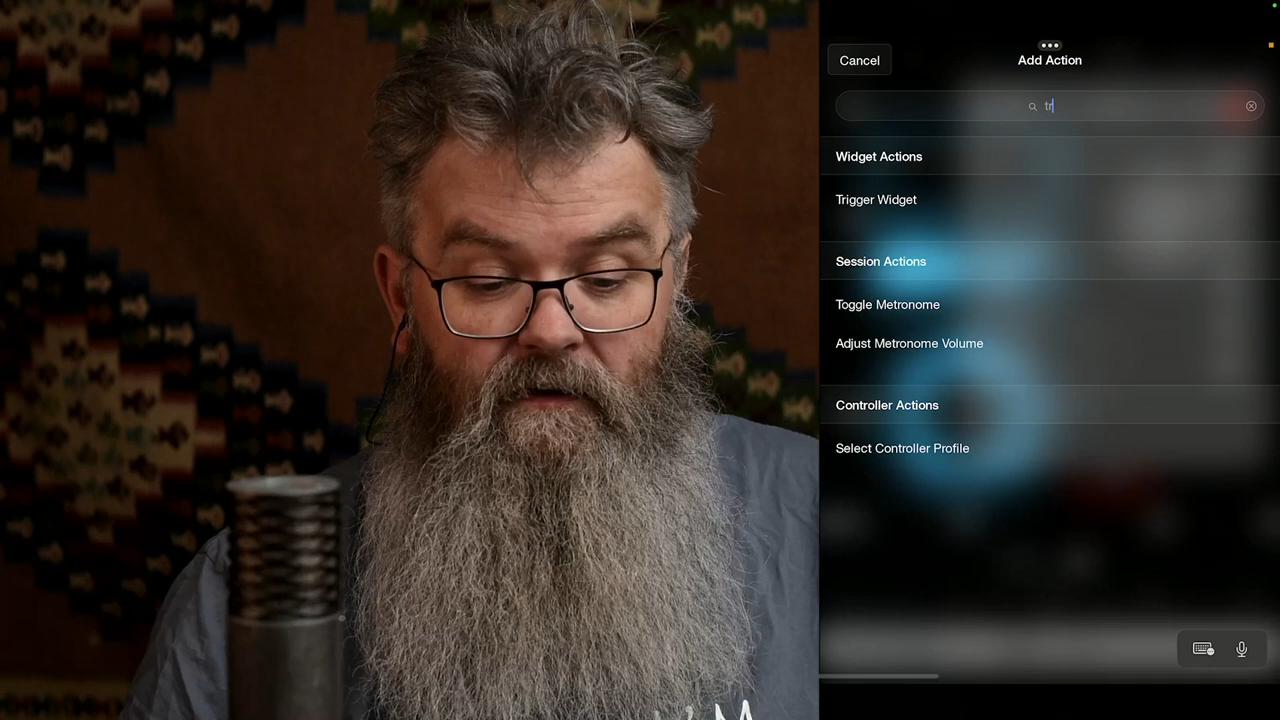 Cancel
Add Action
tr
Widget Actions
Trigger Widget
Session Actions
Toggle Metronome
Adjust Metronome Volume
Controller Actions
Select Controller Profile